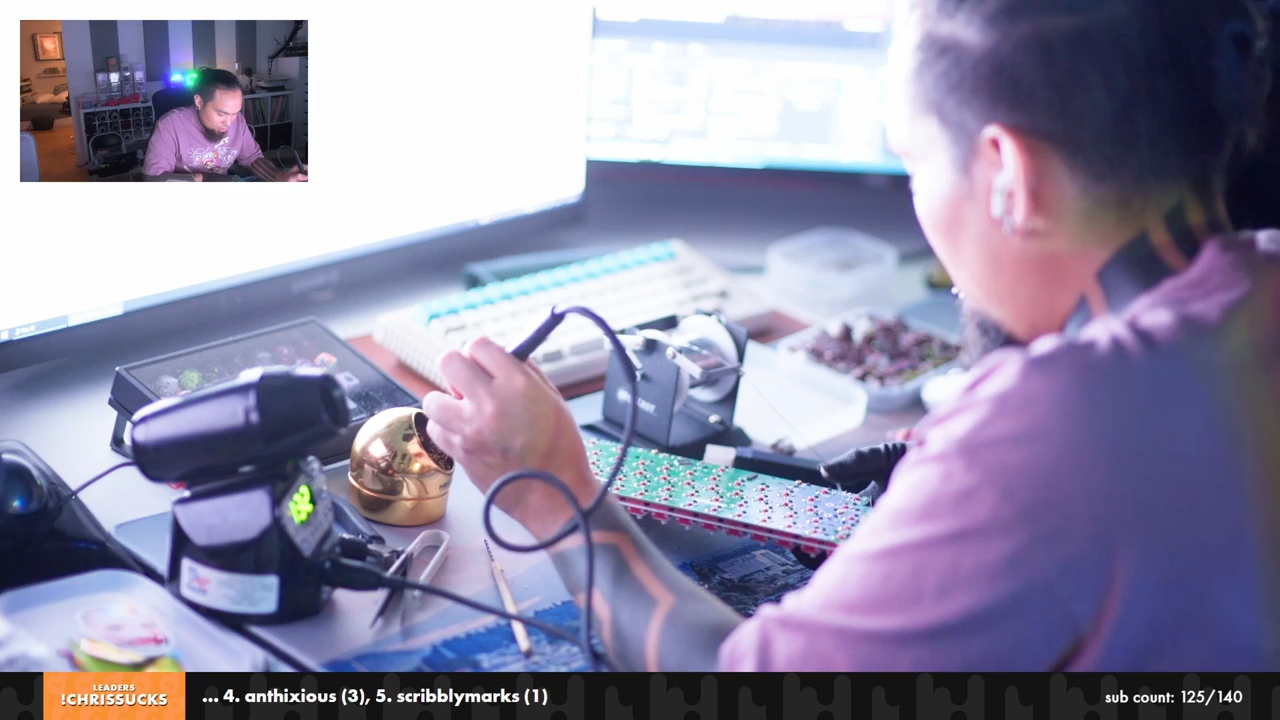 LEADERS
!CHRISSUCKS
... 4. anthixious (3), 5. scribblymarks (1)
sub count: 125/140